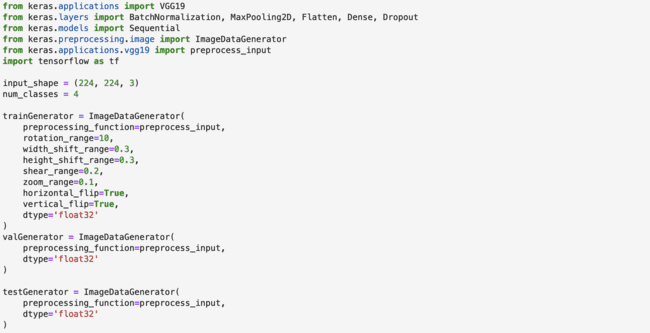 from keras.applications import VGG19
from keras.layers import BatchNormalization, MaxPooling2D, Flatten, Dense, Dropout
from keras.models import Sequential
from keras.preprocessing.image import ImageDataGenerator
from keras.applications.vgg19 import preprocess_input
import tensorflow as tf

input_shape = (224, 224, 3)
num_classes = 4

trainGenerator = ImageDataGenerator(
    preprocessing_function=preprocess_input,
    rotation_range=10,
    width_shift_range=0.3,
    height_shift_range=0.3,
    shear_range=0.2,
    zoom_range=0.1,
    horizontal_flip=True,
    vertical_flip=True,
    dtype='float32'
)
valGenerator = ImageDataGenerator(
    preprocessing_function=preprocess_input,
    dtype='float32'
)

testGenerator = ImageDataGenerator(
    preprocessing_function=preprocess_input,
    dtype='float32'
)